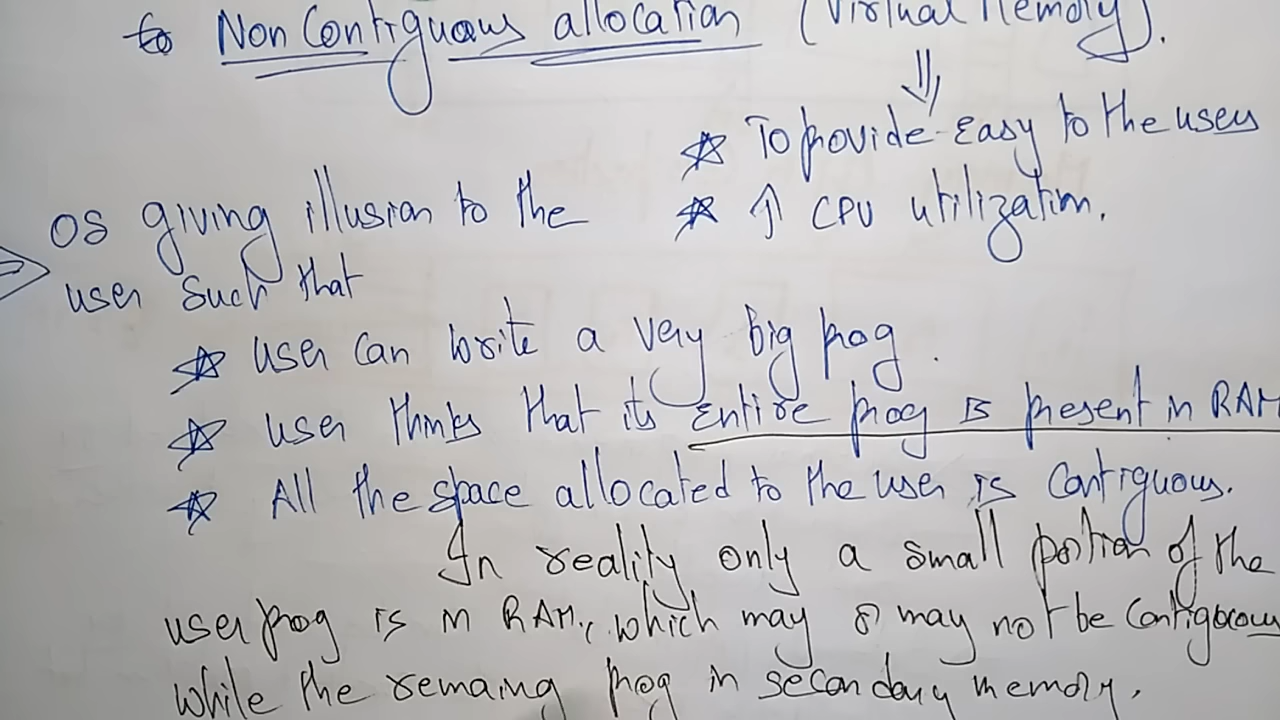 to Non Contiguous allocation (Virtual Memory).
⇓
☆ To provide easy to the users
OS giving illusion to the ☆ ⇑ CPU utilization.
⇒ user such that
☆ user can write a very big prog.
☆ user thinks that its entire prog is present in RAM
☆ All the space allocated to the user is contiguous.
In reality only a small portion of the
user prog is in RAM, which may or may not be contiguous
while the remaing prog in secondary memory.